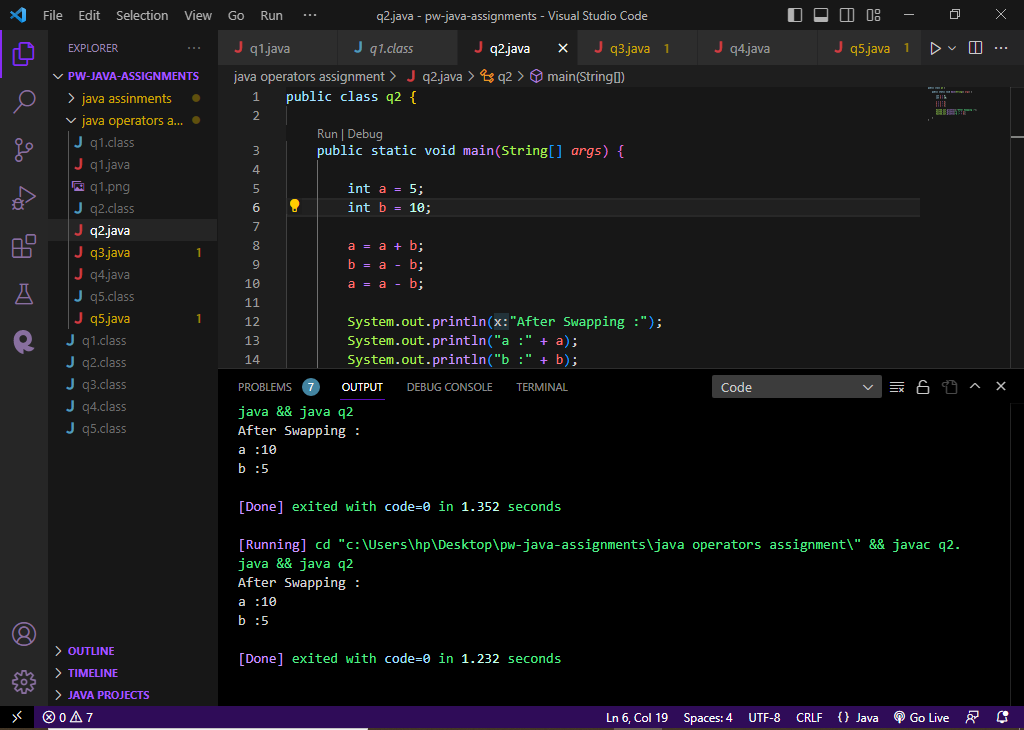 File Edit Selection View Go Run ··· q2.java - pw-java-assignments - Visual Studio Code
EXPLORER ···
PW-JAVA-ASSIGNMENTS
java assinments
java operators a...
q1.class
q1.java
q1.png
q2.class
q2.java
q3.java 1
q4.java
q5.class
q5.java 1
q1.class
q2.class
q3.class
q4.class
q5.class
OUTLINE
TIMELINE
JAVA PROJECTS
q1.java q1.class q2.java q3.java 1 q4.java q5.java 1 ···
java operators assignment > q2.java > q2 > main(String[])
1 public class q2 {
2
Run | Debug
3 public static void main(String[] args) {
4
5 int a = 5;
6 int b = 10;
7
8 a = a + b;
9 b = a - b;
10 a = a - b;
11
12 System.out.println(x:"After Swapping :");
13 System.out.println("a :" + a);
14 System.out.println("b :" + b);
PROBLEMS 7 OUTPUT DEBUG CONSOLE TERMINAL Code
java && java q2
After Swapping :
a :10
b :5
[Done] exited with code=0 in 1.352 seconds
[Running] cd "c:\Users\hp\Desktop\pw-java-assignments\java operators assignment\" && javac q2.
java && java q2
After Swapping :
a :10
b :5
[Done] exited with code=0 in 1.232 seconds
0 7 Ln 6, Col 19 Spaces: 4 UTF-8 CRLF {} Java Go Live